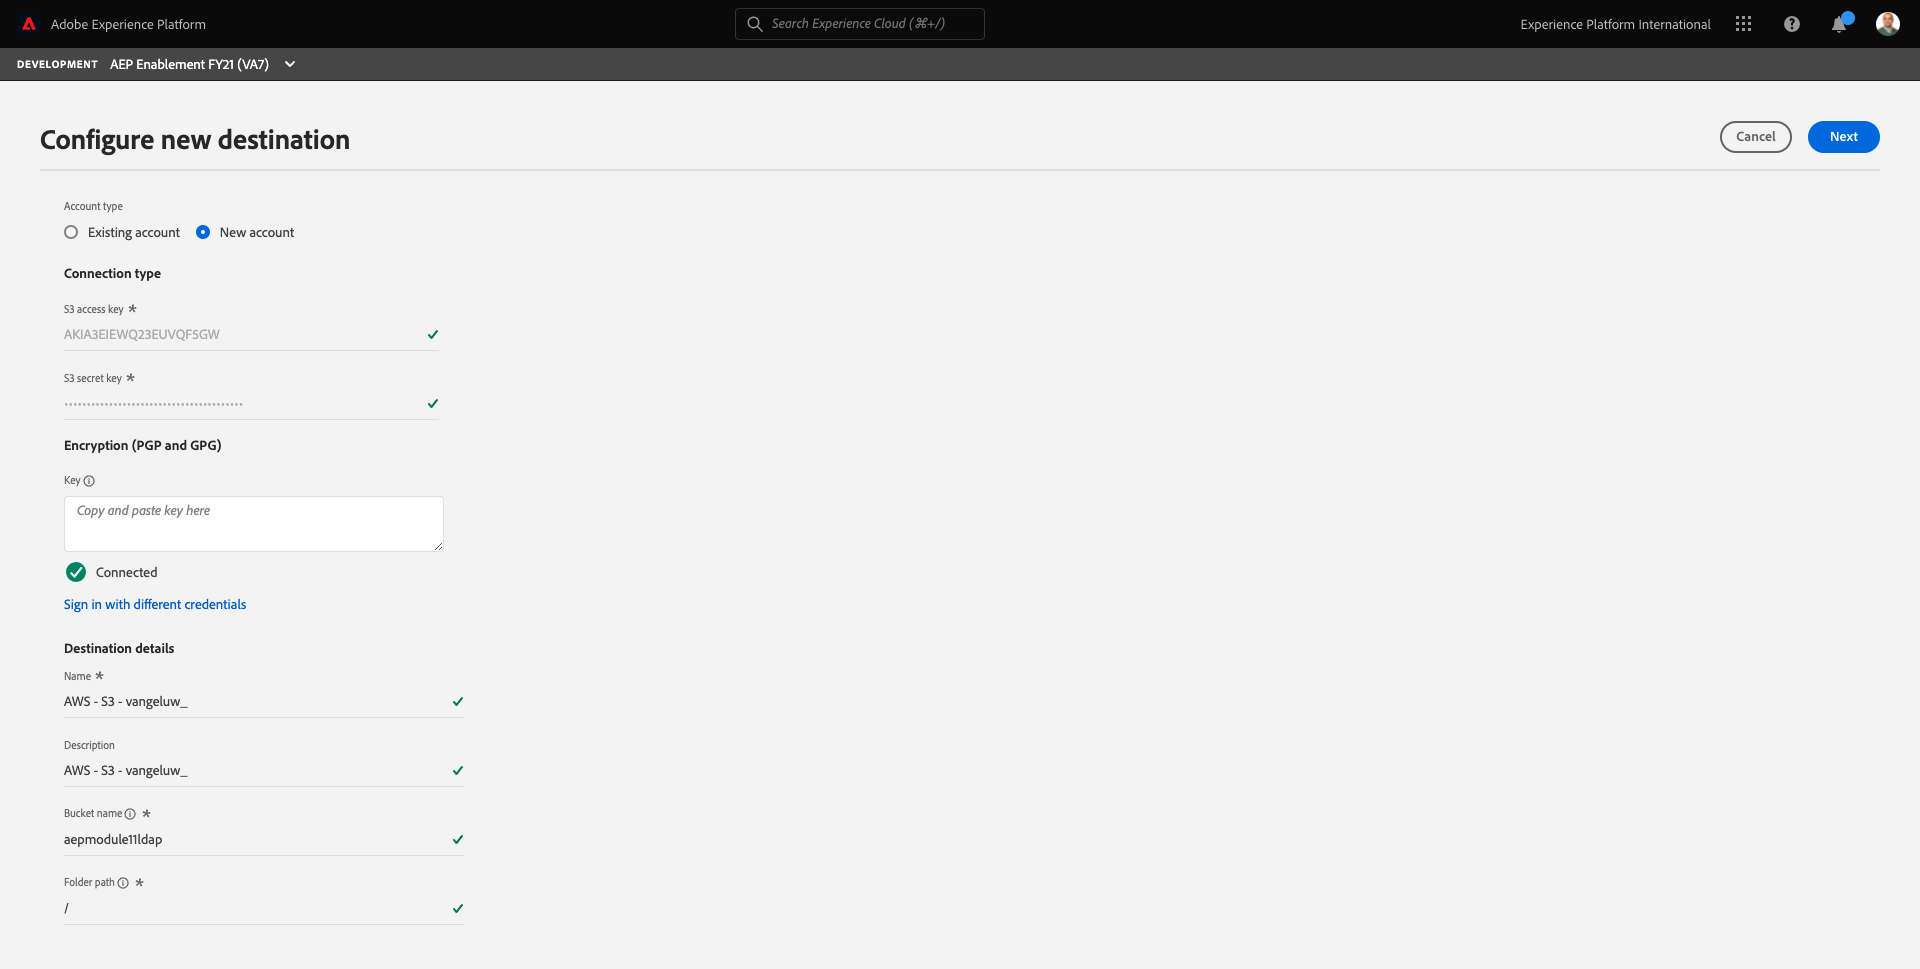 Adobe Experience Platform
Search Experience Cloud (⌘+/)
Experience Platform International
DEVELOPMENT AEP Enablement FY21 (VA7)
Configure new destination
Cancel
Next
Account type
Existing account
New account
Connection type
S3 access key *
AKIA3EIEWQ23EUVQF5GW
S3 secret key *
Encryption (PGP and GPG)
Key
Copy and paste key here
Connected
Sign in with different credentials
Destination details
Name *
AWS - S3 - vangeluw_
Description
AWS - S3 - vangeluw_
Bucket name *
aepmodule11ldap
Folder path *
/